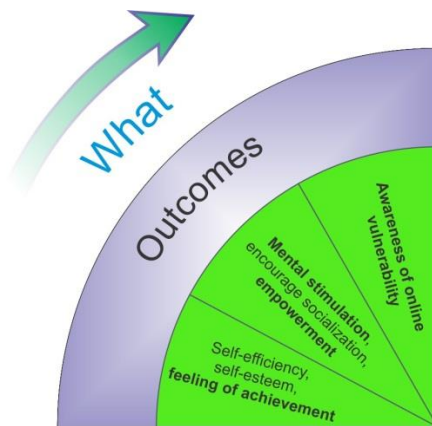 What
Outcomes
Awareness of online
vulnerability
Mental stimulation,
encourage socialization,
empowerment
Self-efficiency,
self-esteem,
feeling of achievement